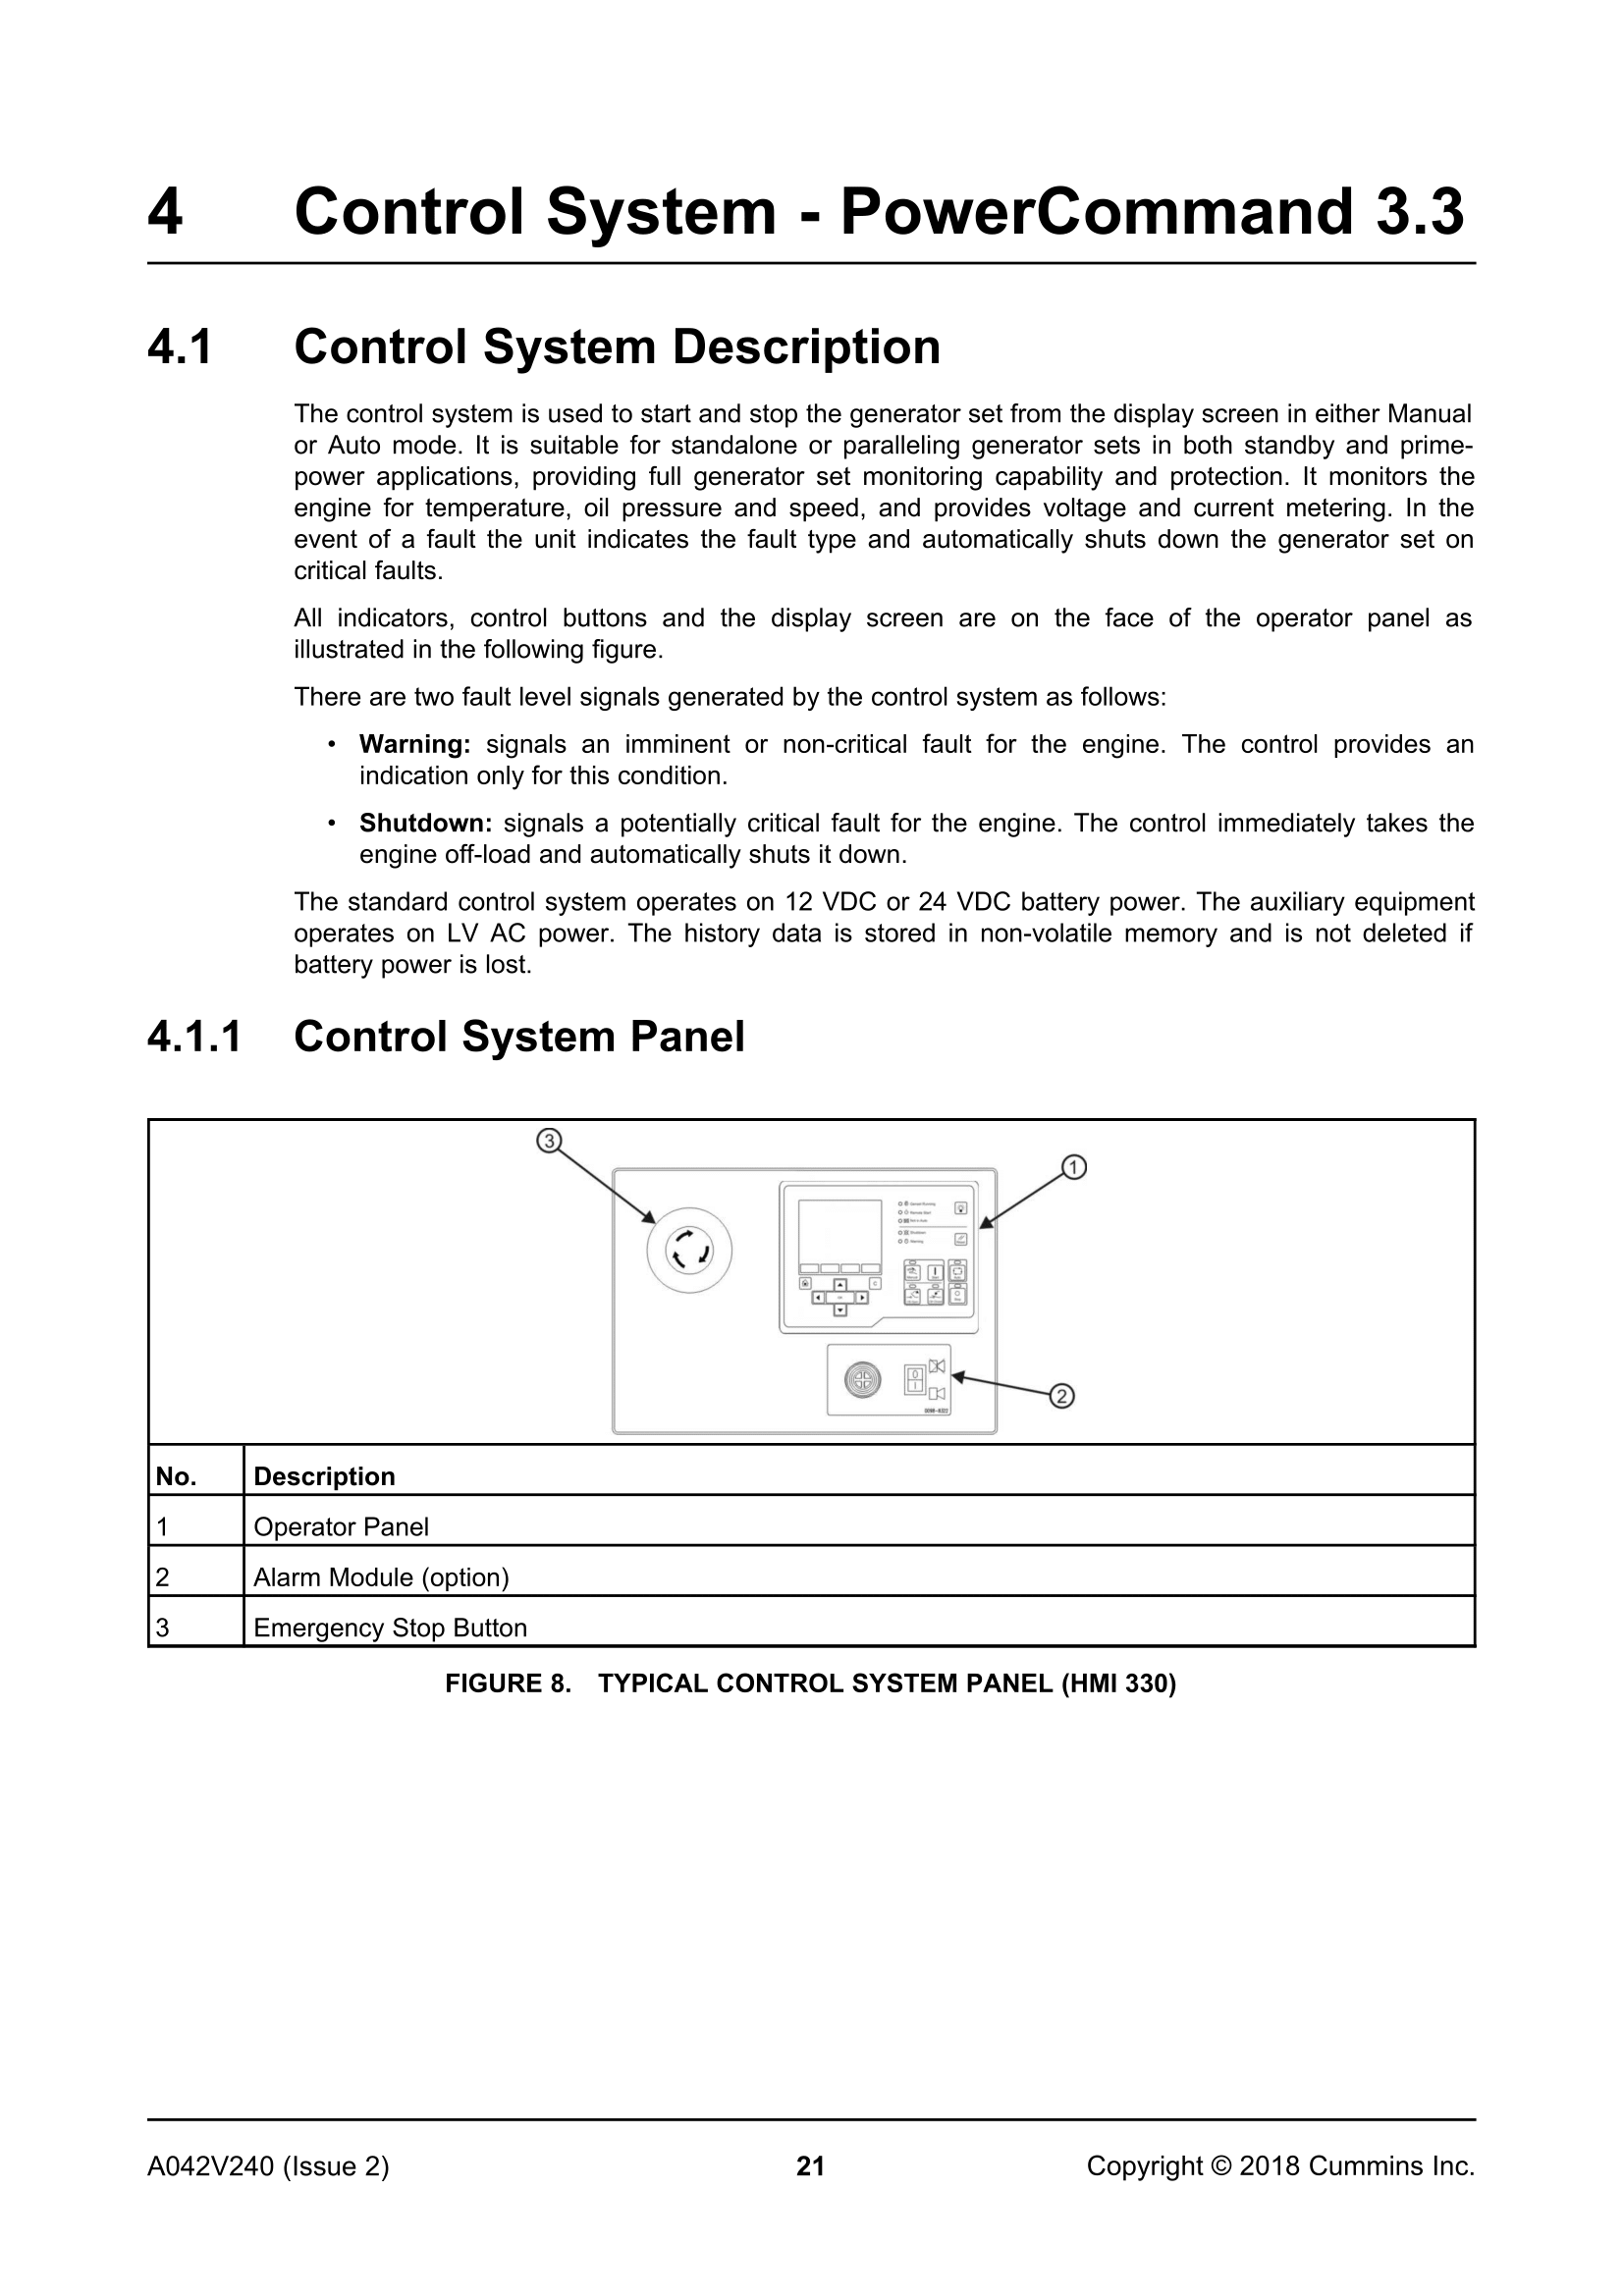 4 Control System - PowerCommand 3.3
4.1 Control System Description
The control system is used to start and stop the generator set from the display screen in either Manual
or Auto mode. It is suitable for standalone or paralleling generator sets in both standby and prime-
power applications, providing full generator set monitoring capability and protection. It monitors the
engine for temperature, oil pressure and speed, and provides voltage and current metering. In the
event of a fault the unit indicates the fault type and automatically shuts down the generator set on
critical faults.
All indicators, control buttons and the display screen are on the face of the operator panel as
illustrated in the following figure.
There are two fault level signals generated by the control system as follows:
• Warning: signals an imminent or non-critical fault for the engine. The control provides an
indication only for this condition.
• Shutdown: signals a potentially critical fault for the engine. The control immediately takes the
engine off-load and automatically shuts it down.
The standard control system operates on 12 VDC or 24 VDC battery power. The auxiliary equipment
operates on LV AC power. The history data is stored in non-volatile memory and is not deleted if
battery power is lost.
4.1.1 Control System Panel
3
1
Genset Running
Remote Start
Not in Auto
Shutdown
Warning
C
0
I
2
No. Description
1 Operator Panel
2 Alarm Module (option)
3 Emergency Stop Button
FIGURE 8. TYPICAL CONTROL SYSTEM PANEL (HMI 330)
A042V240 (Issue 2) 21 Copyright © 2018 Cummins Inc.